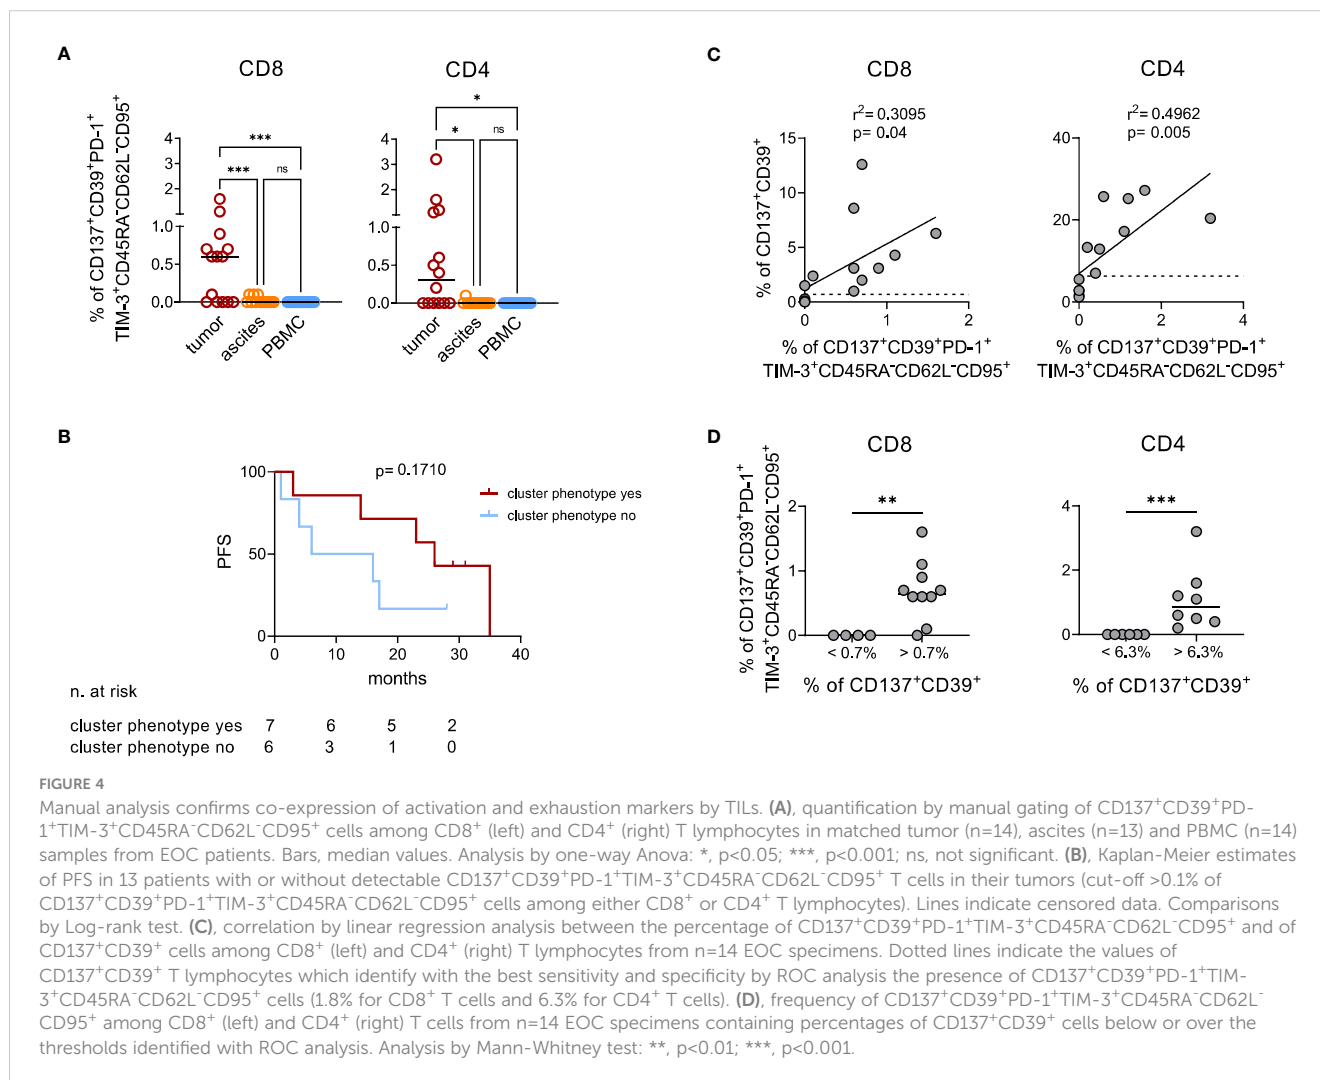 A
CD8
CD4
% of CD137⁺CD39⁺PD-1⁺
TIM-3⁺CD45RA⁻CD62L⁻CD95⁺
4
3
2
1.0
0.5
0.0
***
***
ns
tumor
ascites
PBMC
4
3
2
1.0
0.5
0.0
*
*
ns
tumor
ascites
PBMC
B
PFS
100
50
0
p= 0.1710
cluster phenotype yes
cluster phenotype no
0 10 20 30 40
months
n. at risk
cluster phenotype yes 7 6 5 2
cluster phenotype no 6 3 1 0
C
CD8
CD4
% of CD137⁺CD39⁺
r²= 0.3095
p= 0.04
15
10
5
0
0 1 2
% of CD137⁺CD39⁺PD-1⁺
TIM-3⁺CD45RA⁻CD62L⁻CD95⁺
r²= 0.4962
p= 0.005
40
20
0
0 2 4
% of CD137⁺CD39⁺PD-1⁺
TIM-3⁺CD45RA⁻CD62L⁻CD95⁺
D
CD8
CD4
% of CD137⁺CD39⁺PD-1⁺
TIM-3⁺CD45RA⁻CD62L⁻CD95⁺
2
1
0
**
< 0.7% > 0.7%
% of CD137⁺CD39⁺
4
2
0
***
< 6.3% > 6.3%
% of CD137⁺CD39⁺
FIGURE 4
Manual analysis confirms co-expression of activation and exhaustion markers by TILs. (A), quantification by manual gating of CD137⁺CD39⁺PD-
1⁺TIM-3⁺CD45RA⁻CD62L⁻CD95⁺ cells among CD8⁺ (left) and CD4⁺ (right) T lymphocytes in matched tumor (n=14), ascites (n=13) and PBMC (n=14)
samples from EOC patients. Bars, median values. Analysis by one-way Anova: *, p<0.05; ***, p<0.001; ns, not significant. (B), Kaplan-Meier estimates
of PFS in 13 patients with or without detectable CD137⁺CD39⁺PD-1⁺TIM-3⁺CD45RA⁻CD62L⁻CD95⁺ T cells in their tumors (cut-off >0.1% of
CD137⁺CD39⁺PD-1⁺TIM-3⁺CD45RA⁻CD62L⁻CD95⁺ cells among either CD8⁺ or CD4⁺ T lymphocytes). Lines indicate censored data. Comparisons
by Log-rank test. (C), correlation by linear regression analysis between the percentage of CD137⁺CD39⁺PD-1⁺TIM-3⁺CD45RA⁻CD62L⁻CD95⁺ and of
CD137⁺CD39⁺ cells among CD8⁺ (left) and CD4⁺ (right) T lymphocytes from n=14 EOC specimens. Dotted lines indicate the values of
CD137⁺CD39⁺ T lymphocytes which identify with the best sensitivity and specificity by ROC analysis the presence of CD137⁺CD39⁺PD-1⁺TIM-
3⁺CD45RA⁻CD62L⁻CD95⁺ cells (1.8% for CD8⁺ T cells and 6.3% for CD4⁺ T cells). (D), frequency of CD137⁺CD39⁺PD-1⁺TIM-3⁺CD45RA⁻CD62L⁻
CD95⁺ among CD8⁺ (left) and CD4⁺ (right) T cells from n=14 EOC specimens containing percentages of CD137⁺CD39⁺ cells below or over the
thresholds identified with ROC analysis. Analysis by Mann-Whitney test: **, p<0.01; ***, p<0.001.